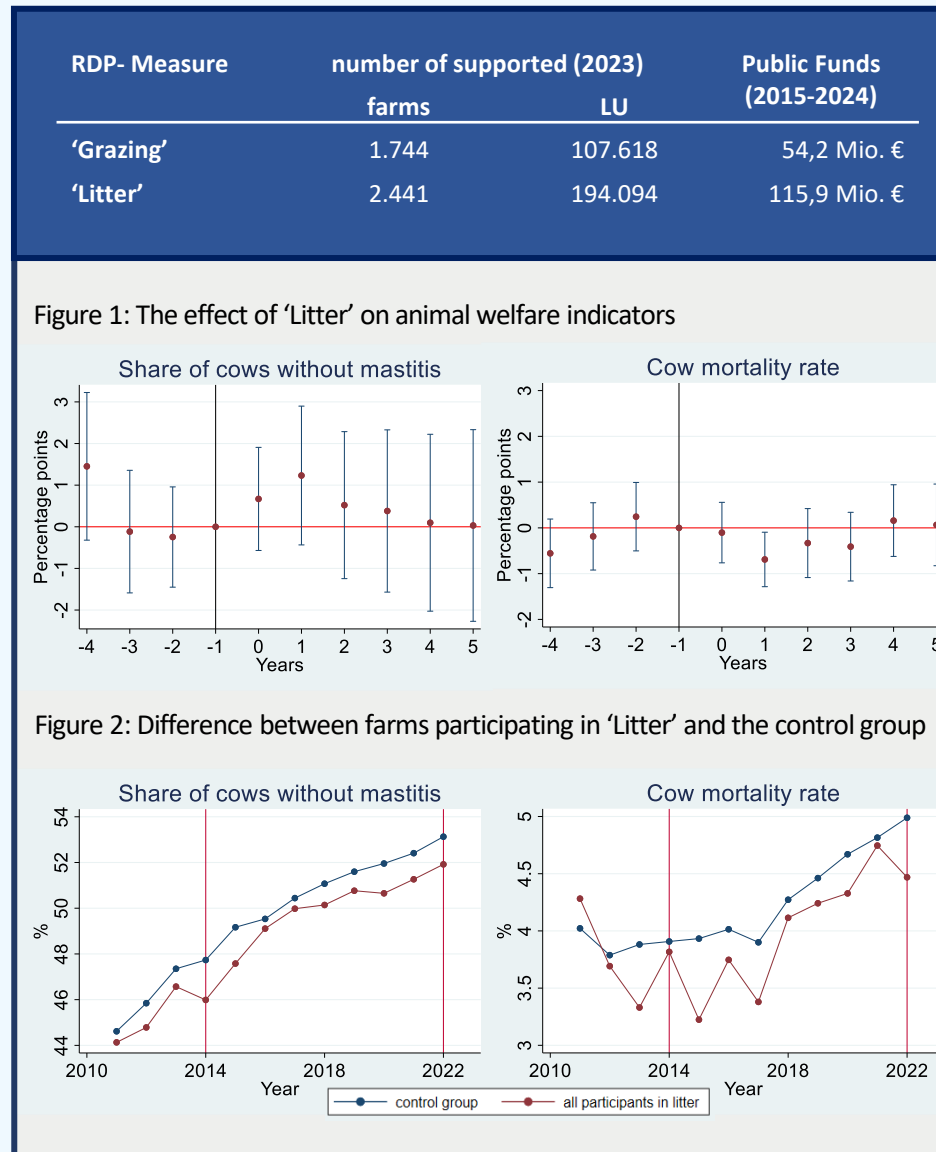 RDP- Measure number of supported (2023) Public Funds
farms LU (2015-2024)
‘Grazing’ 1.744 107.618 54,2 Mio. €
‘Litter’ 2.441 194.094 115,9 Mio. €
Figure 1: The effect of ‘Litter’ on animal welfare indicators
Share of cows without mastitis
Percentage points
3
2
1
0
-1
-2
-4 -3 -2 -1 0 1 2 3 4 5
Years
Cow mortality rate
Percentage points
3
2
1
0
-1
-2
-4 -3 -2 -1 0 1 2 3 4 5
Years
Figure 2: Difference between farms participating in ‘Litter’ and the control group
Share of cows without mastitis
%
54
52
50
48
46
44
2010 2014 2018 2022
Year
Cow mortality rate
%
5
4.5
4
3.5
3
2010 2014 2018 2022
Year
control group all participants in litter